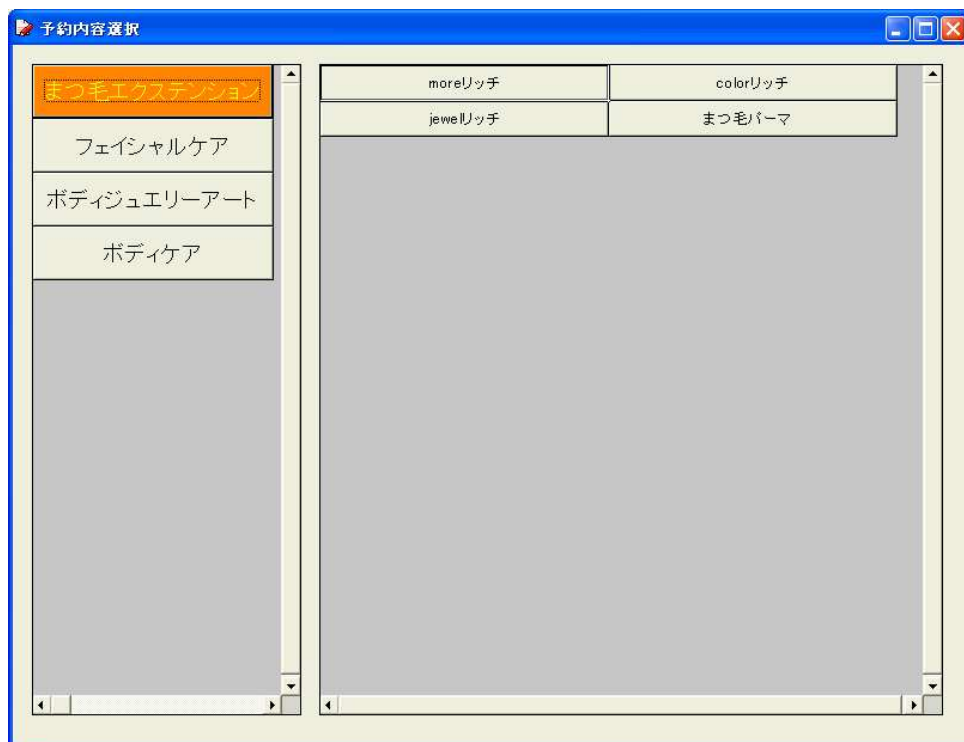 予約内容選択
まつ毛エクステンション
フェイシャルケア
ボディジュエリーアート
ボディケア
moreリッチ
colorリッチ
jewelリッチ
まつ毛パーマ